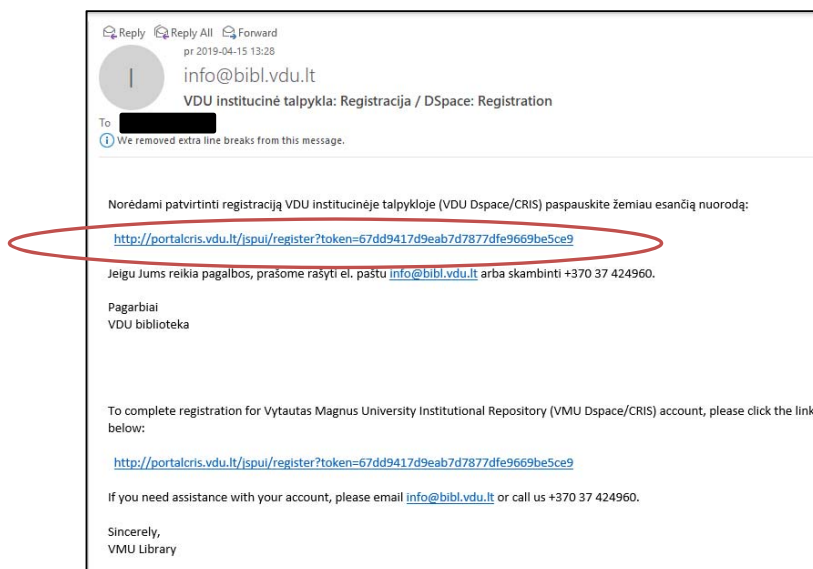 Reply Reply All Forward
pr 2019-04-15 13:28
I
info@bibl.vdu.lt
VDU institucinė talpykla: Registracija / DSpace: Registration
To
We removed extra line breaks from this message.
Norėdami patvirtinti registraciją VDU institucinėje talpykloje (VDU Dspace/CRIS) paspauskite žemiau esančią nuorodą:
http://portalcris.vdu.lt/jspui/register?token=67dd9417d9eab7d7877dfe9669be5ce9
Jeigu Jums reikia pagalbos, prašome rašyti el. paštu info@bibl.vdu.lt arba skambinti +370 37 424960.
Pagarbiai
VDU biblioteka
To complete registration for Vytautas Magnus University Institutional Repository (VMU Dspace/CRIS) account, please click the link
below:
http://portalcris.vdu.lt/jspui/register?token=67dd9417d9eab7d7877dfe9669be5ce9
If you need assistance with your account, please email info@bibl.vdu.lt or call us +370 37 424960.
Sincerely,
VMU Library